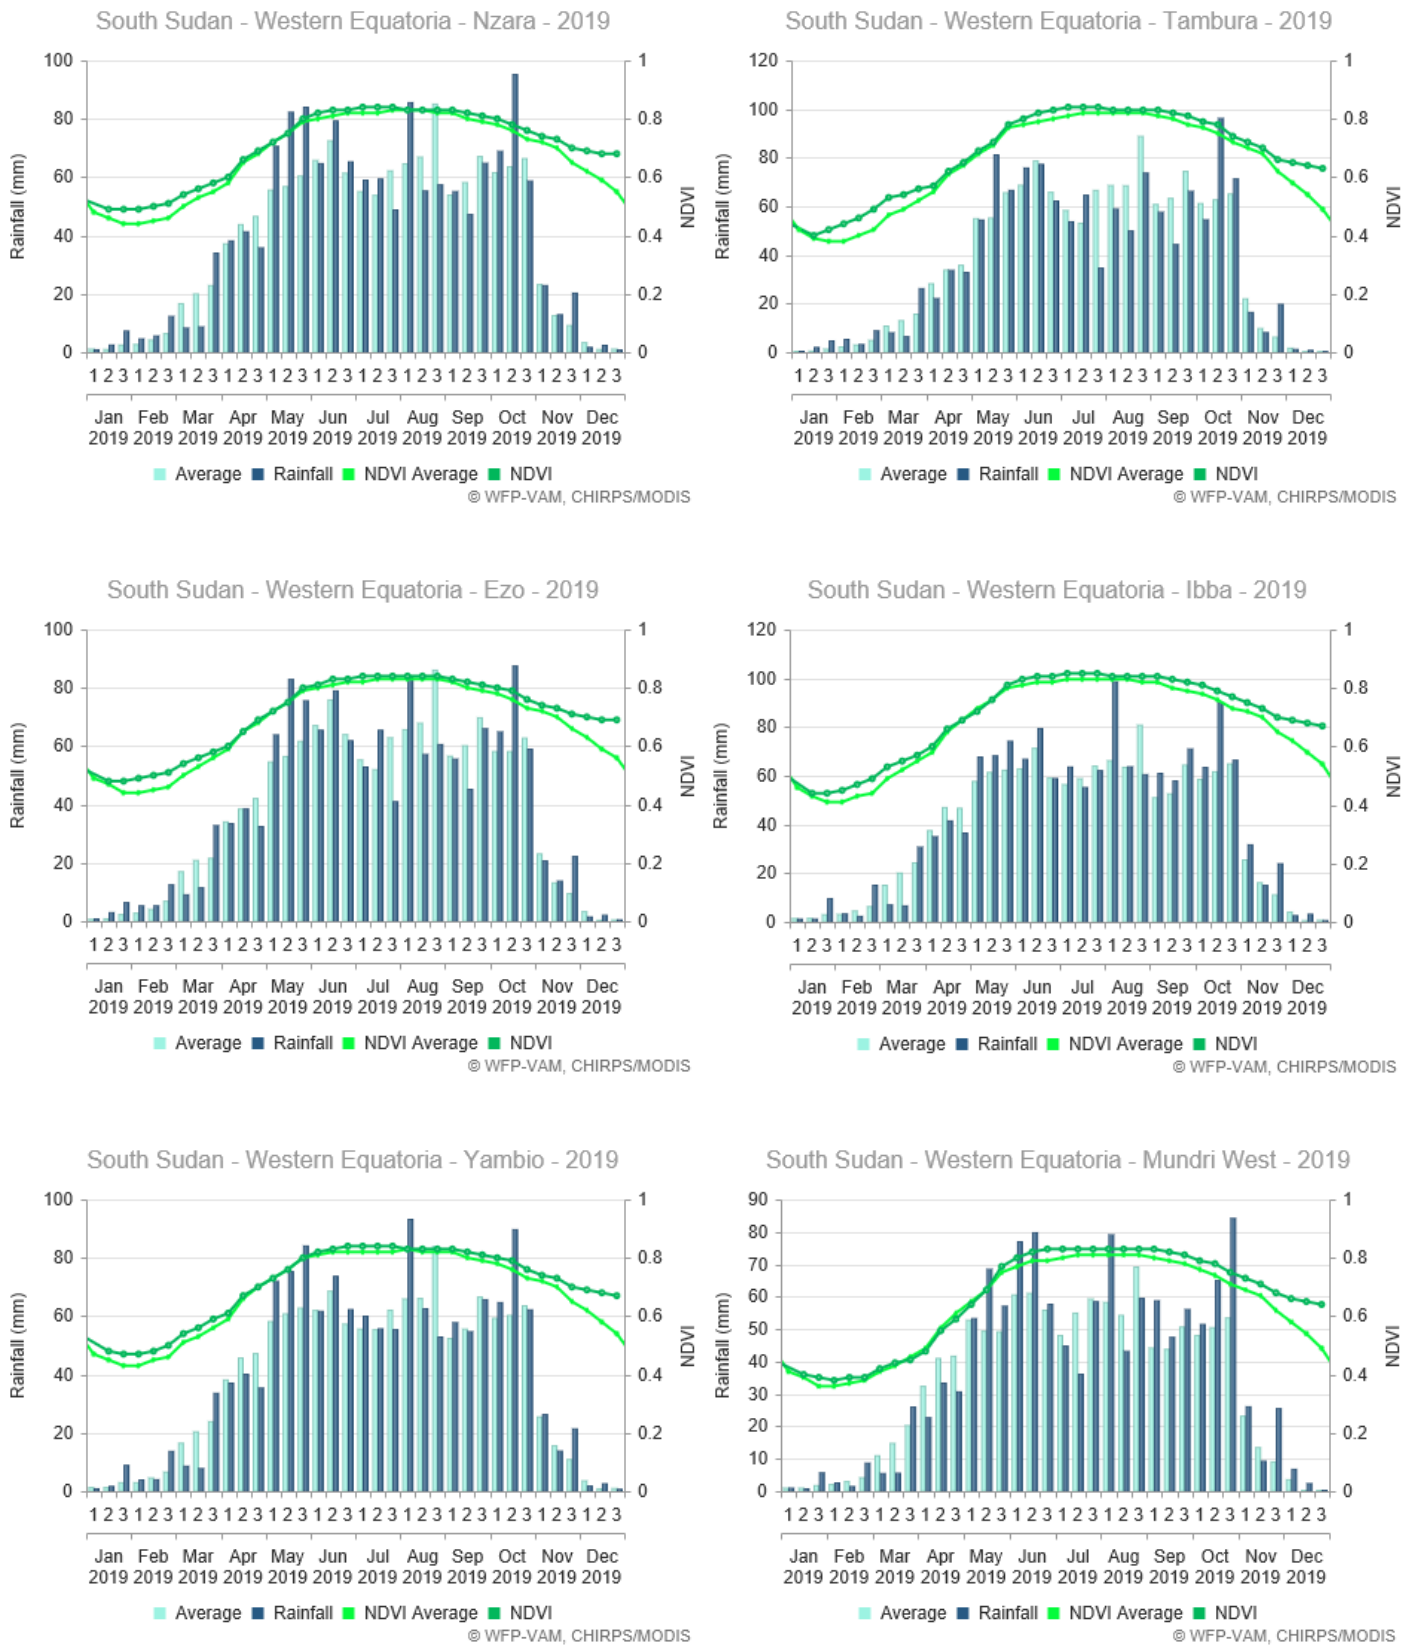 South Sudan - Western Equatoria - Nzara - 2019
100
80
60
40
20
0
Rainfall (mm)
1
0.8
0.6
0.4
0.2
0
NDVI
1 2 3 1 2 3 1 2 3 1 2 3 1 2 3 1 2 3 1 2 3 1 2 3 1 2 3 1 2 3 1 2 3 1 2 3
Jan Feb Mar Apr May Jun Jul Aug Sep Oct Nov Dec
2019 2019 2019 2019 2019 2019 2019 2019 2019 2019 2019 2019
Average Rainfall NDVI Average NDVI
© WFP-VAM, CHIRPS/MODIS
South Sudan - Western Equatoria - Tambura - 2019
120
100
80
60
40
20
0
Rainfall (mm)
1
0.8
0.6
0.4
0.2
0
NDVI
1 2 3 1 2 3 1 2 3 1 2 3 1 2 3 1 2 3 1 2 3 1 2 3 1 2 3 1 2 3 1 2 3 1 2 3
Jan Feb Mar Apr May Jun Jul Aug Sep Oct Nov Dec
2019 2019 2019 2019 2019 2019 2019 2019 2019 2019 2019 2019
Average Rainfall NDVI Average NDVI
© WFP-VAM, CHIRPS/MODIS
South Sudan - Western Equatoria - Ezo - 2019
100
80
60
40
20
0
Rainfall (mm)
1
0.8
0.6
0.4
0.2
0
NDVI
1 2 3 1 2 3 1 2 3 1 2 3 1 2 3 1 2 3 1 2 3 1 2 3 1 2 3 1 2 3 1 2 3 1 2 3
Jan Feb Mar Apr May Jun Jul Aug Sep Oct Nov Dec
2019 2019 2019 2019 2019 2019 2019 2019 2019 2019 2019 2019
Average Rainfall NDVI Average NDVI
© WFP-VAM, CHIRPS/MODIS
South Sudan - Western Equatoria - Ibba - 2019
120
100
80
60
40
20
0
Rainfall (mm)
1
0.8
0.6
0.4
0.2
0
NDVI
1 2 3 1 2 3 1 2 3 1 2 3 1 2 3 1 2 3 1 2 3 1 2 3 1 2 3 1 2 3 1 2 3 1 2 3
Jan Feb Mar Apr May Jun Jul Aug Sep Oct Nov Dec
2019 2019 2019 2019 2019 2019 2019 2019 2019 2019 2019 2019
Average Rainfall NDVI Average NDVI
© WFP-VAM, CHIRPS/MODIS
South Sudan - Western Equatoria - Yambio - 2019
100
80
60
40
20
0
Rainfall (mm)
1
0.8
0.6
0.4
0.2
0
NDVI
1 2 3 1 2 3 1 2 3 1 2 3 1 2 3 1 2 3 1 2 3 1 2 3 1 2 3 1 2 3 1 2 3 1 2 3
Jan Feb Mar Apr May Jun Jul Aug Sep Oct Nov Dec
2019 2019 2019 2019 2019 2019 2019 2019 2019 2019 2019 2019
Average Rainfall NDVI Average NDVI
© WFP-VAM, CHIRPS/MODIS
South Sudan - Western Equatoria - Mundri West - 2019
90
80
70
60
50
40
30
20
10
0
Rainfall (mm)
1
0.8
0.6
0.4
0.2
0
NDVI
1 2 3 1 2 3 1 2 3 1 2 3 1 2 3 1 2 3 1 2 3 1 2 3 1 2 3 1 2 3 1 2 3 1 2 3
Jan Feb Mar Apr May Jun Jul Aug Sep Oct Nov Dec
2019 2019 2019 2019 2019 2019 2019 2019 2019 2019 2019 2019
Average Rainfall NDVI Average NDVI
© WFP-VAM, CHIRPS/MODIS